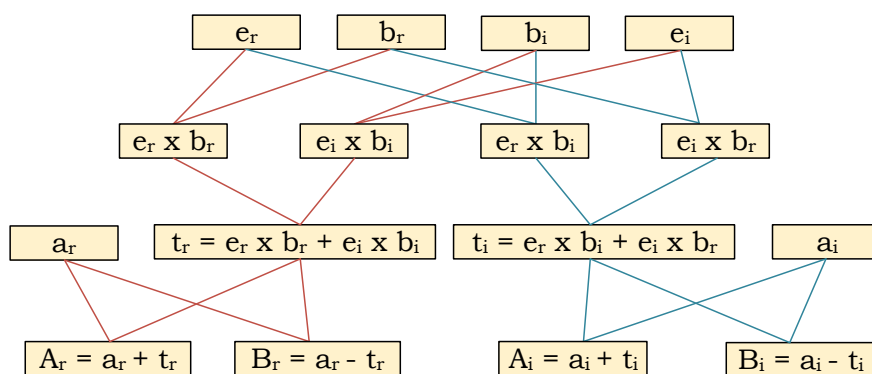 eᵣ
bᵣ
bᵢ
eᵢ
eᵣ x bᵣ
eᵢ x bᵢ
eᵣ x bᵢ
eᵢ x bᵣ
aᵣ
tᵣ = eᵣ x bᵣ + eᵢ x bᵢ
tᵢ = eᵣ x bᵢ + eᵢ x bᵣ
aᵢ
Aᵣ = aᵣ + tᵣ
Bᵣ = aᵣ - tᵣ
Aᵢ = aᵢ + tᵢ
Bᵢ = aᵢ - tᵢ